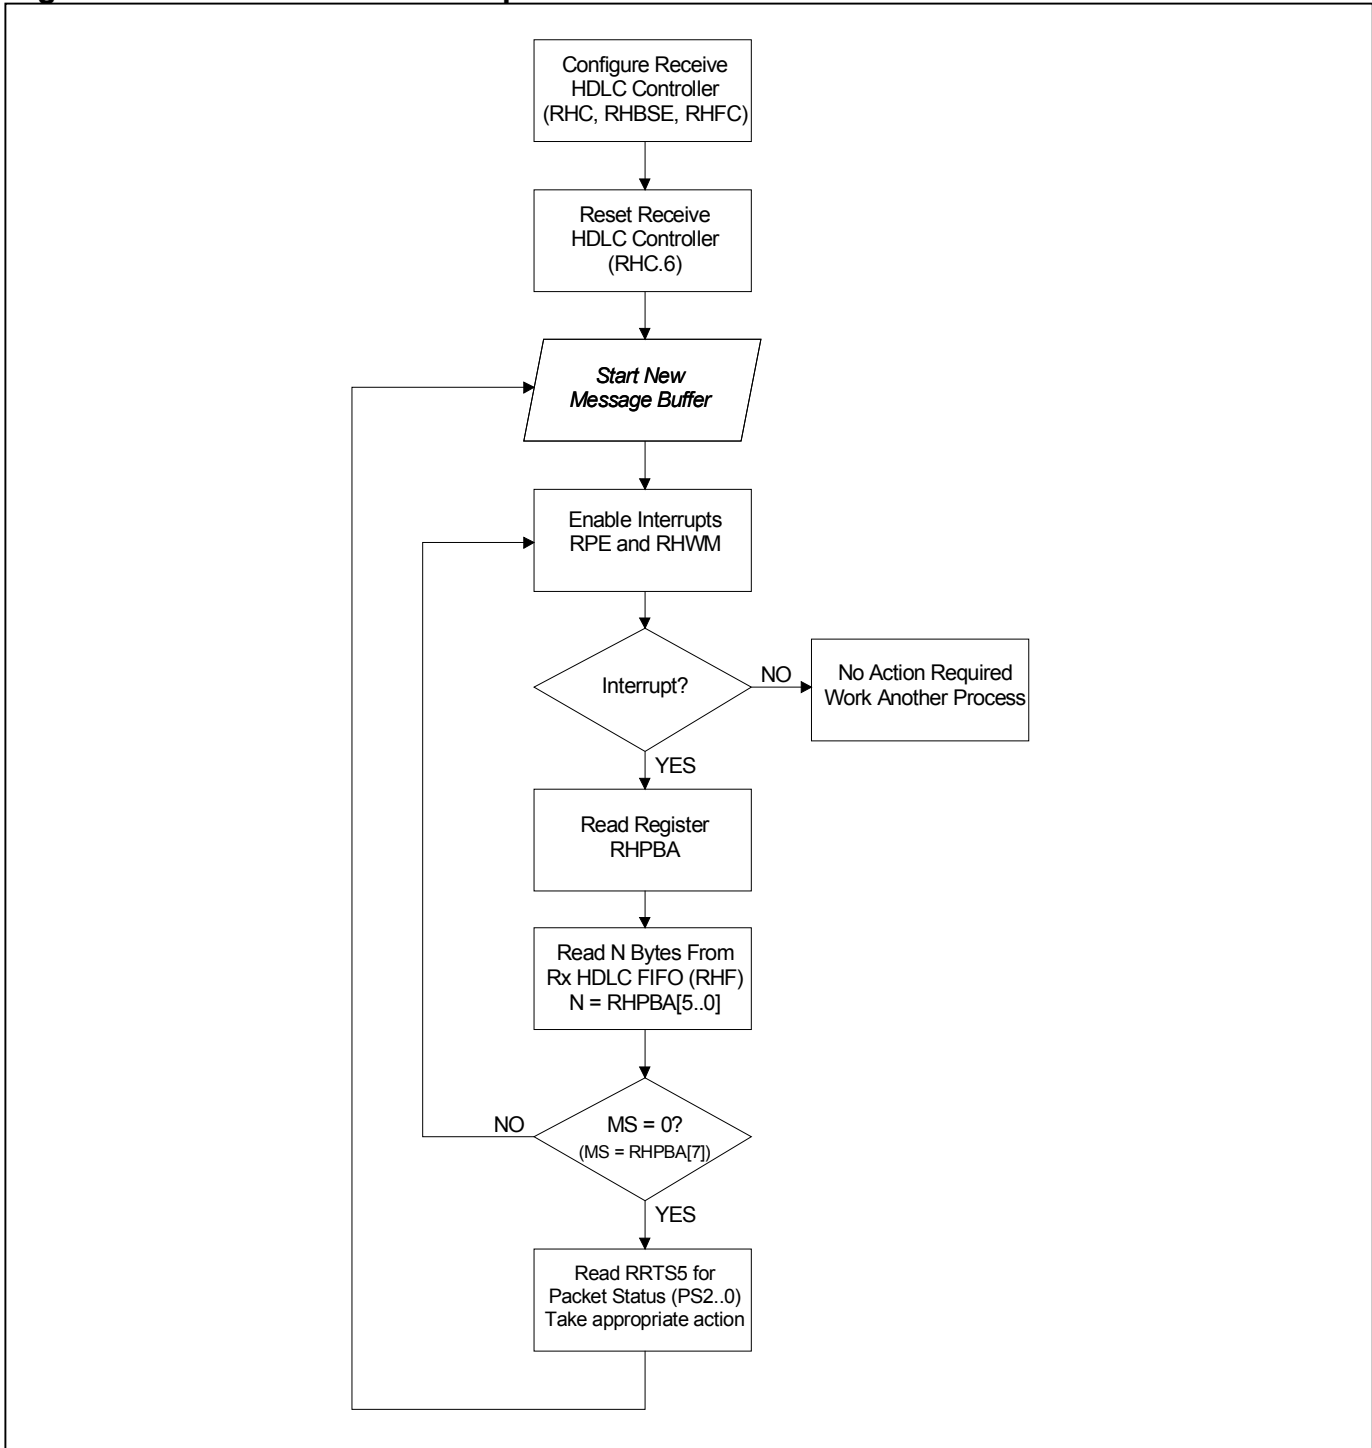 Configure Receive
HDLC Controller
(RHC, RHBSE, RHFC)
Reset Receive
HDLC Controller
(RHC.6)
Start New
Message Buffer
Enable Interrupts
RPE and RHWM
Interrupt?
NO
No Action Required
Work Another Process
YES
Read Register
RHPBA
Read N Bytes From
Rx HDLC FIFO (RHF)
N = RHPBA[5..0]
NO
MS = 0?
(MS = RHPBA[7])
YES
Read RRTS5 for
Packet Status (PS2..0)
Take appropriate action